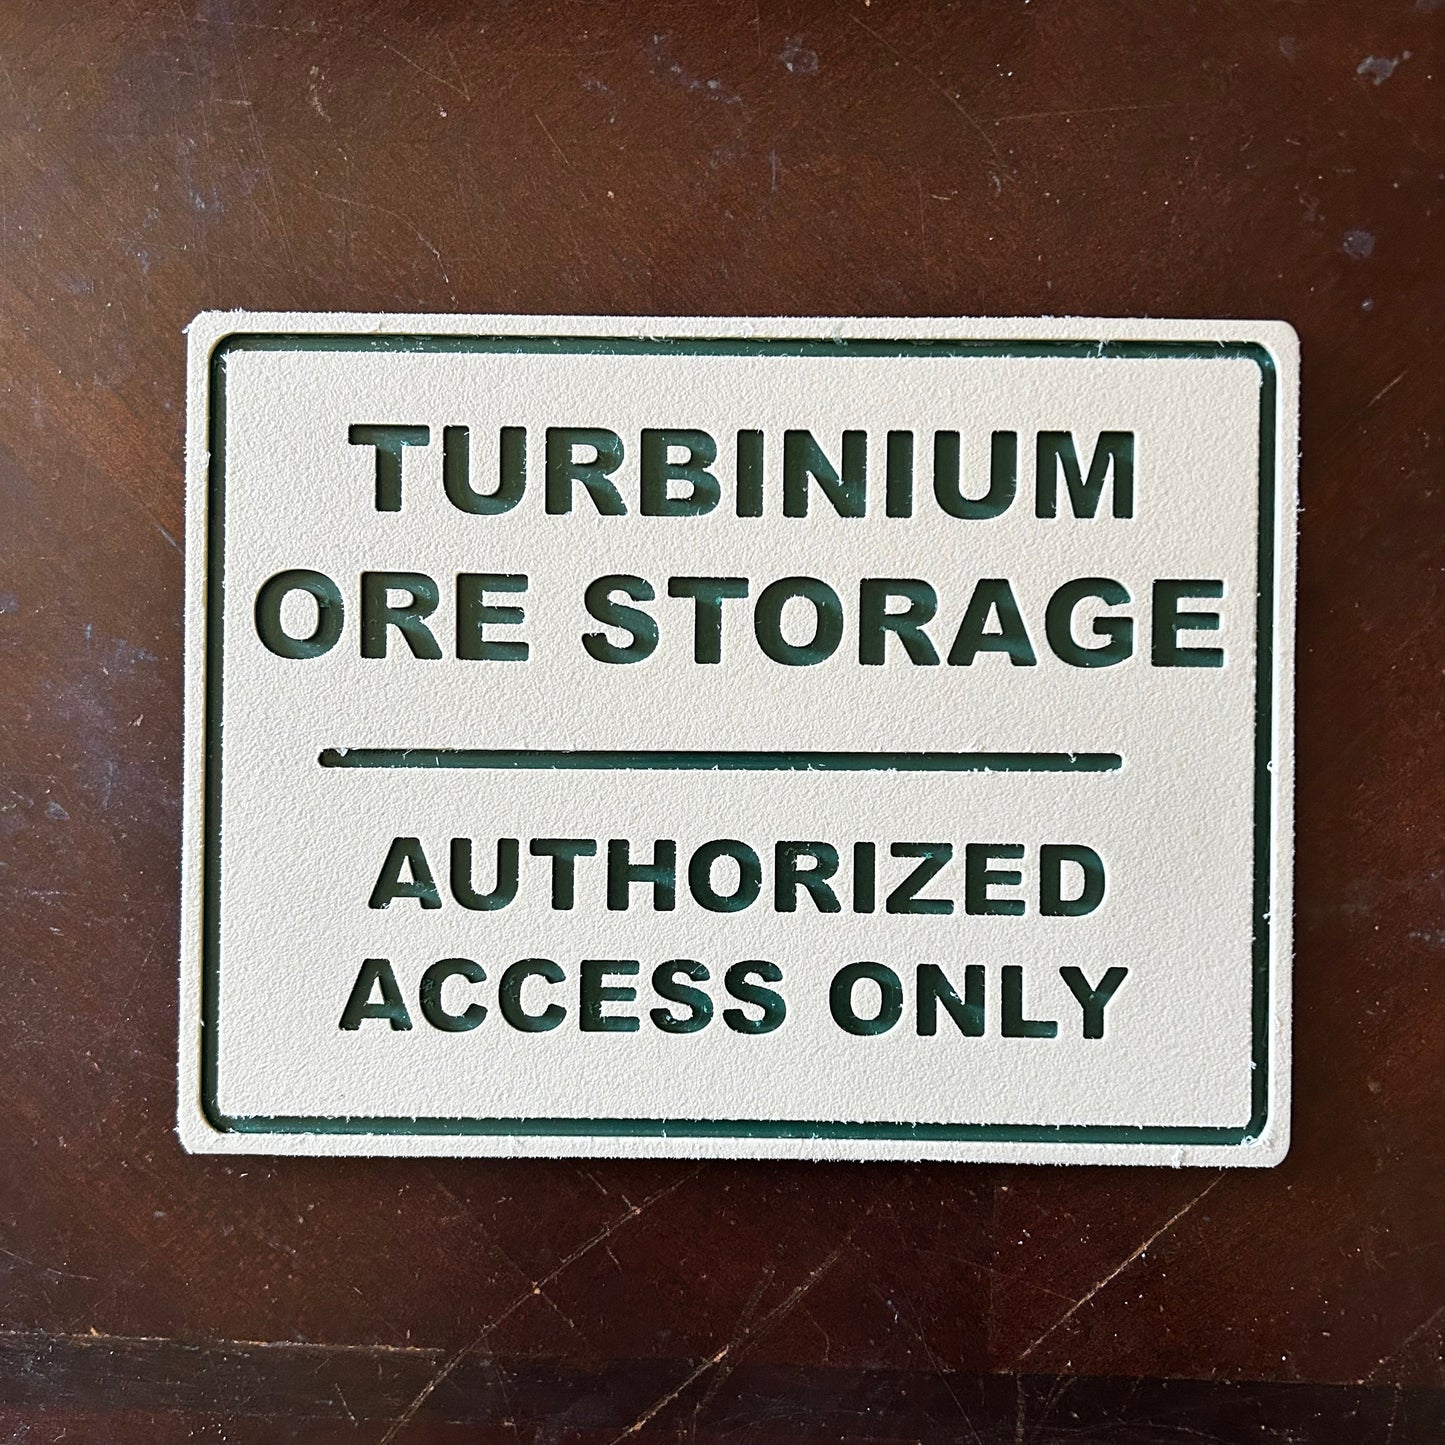 TURBINIUM
ORE STORAGE
AUTHORIZED
ACCESS ONLY